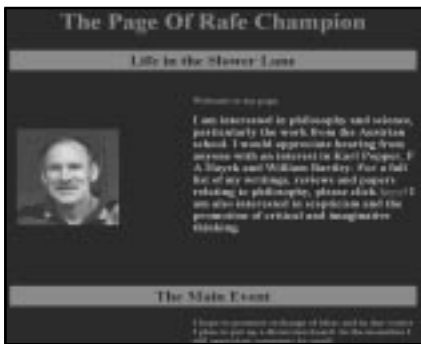 The Page Of Rafe Champion
Life in the Slower Lane
Welcome to my page.
I am interested in philosophy and science,
particularly the work from the Austrian
school. I would appreciate hearing from
anyone with an interest in Karl Popper, F
A Hayek and William Bartley. For a full
list of my writings, reviews and papers
relating to philosophy, please click here! I
am also interested in scepticism and the
promotion of critical and imaginative
thinking.
The Main Event